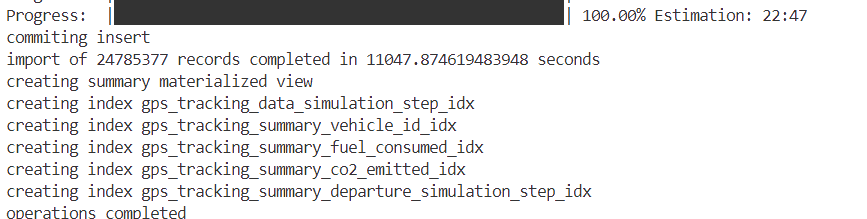 Progress: | | 100.00% Estimation: 22:47
commiting insert
import of 24785377 records completed in 11047.874619483948 seconds
creating summary materialized view
creating index gps_tracking_data_simulation_step_idx
creating index gps_tracking_summary_vehicle_id_idx
creating index gps_tracking_summary_fuel_consumed_idx
creating index gps_tracking_summary_co2_emitted_idx
creating index gps_tracking_summary_departure_simulation_step_idx
operations completed